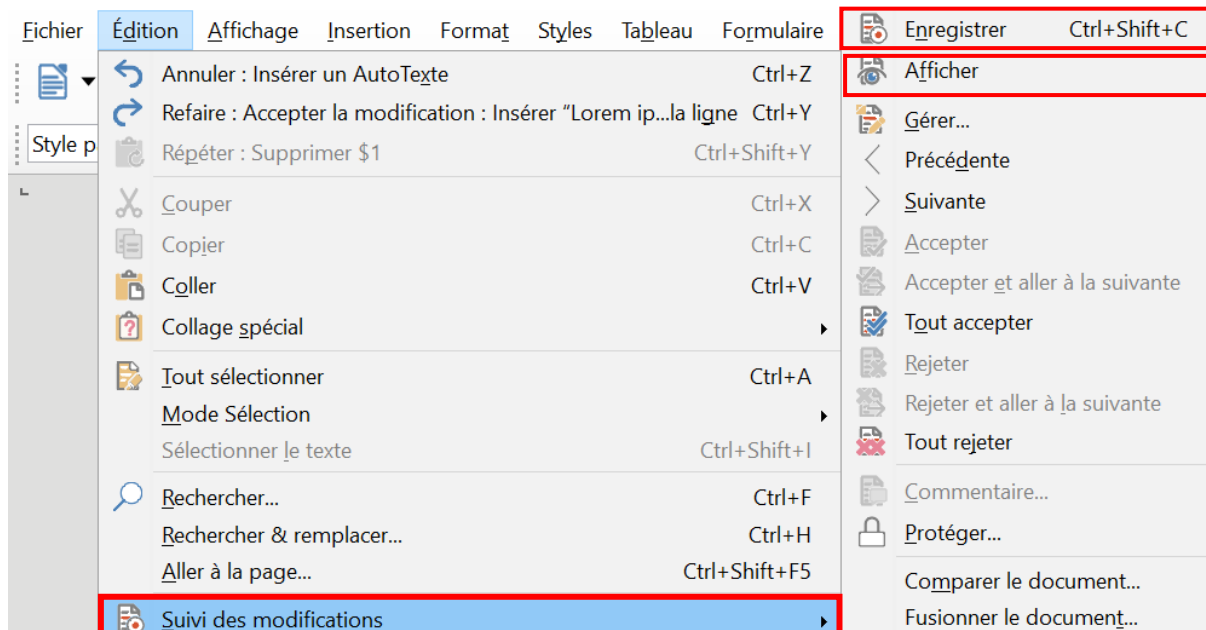 Fichier Édition Affichage Insertion Format Styles Tableau Formulaire
Style p
Annuler : Insérer un AutoTexte Ctrl+Z
Refaire : Accepter la modification : Insérer “Lorem ip...la ligne Ctrl+Y
Répéter : Supprimer $1 Ctrl+Shift+Y
Couper Ctrl+X
Copier Ctrl+C
Coller Ctrl+V
Collage spécial
Tout sélectionner Ctrl+A
Mode Sélection
Sélectionner le texte Ctrl+Shift+I
Rechercher... Ctrl+F
Rechercher & remplacer... Ctrl+H
Aller à la page... Ctrl+Shift+F5
Suivi des modifications
Enregistrer Ctrl+Shift+C
Afficher
Gérer...
Précédente
Suivante
Accepter
Accepter et aller à la suivante
Tout accepter
Rejeter
Rejeter et aller à la suivante
Tout rejeter
Commentaire...
Protéger...
Comparer le document...
Fusionner le document...